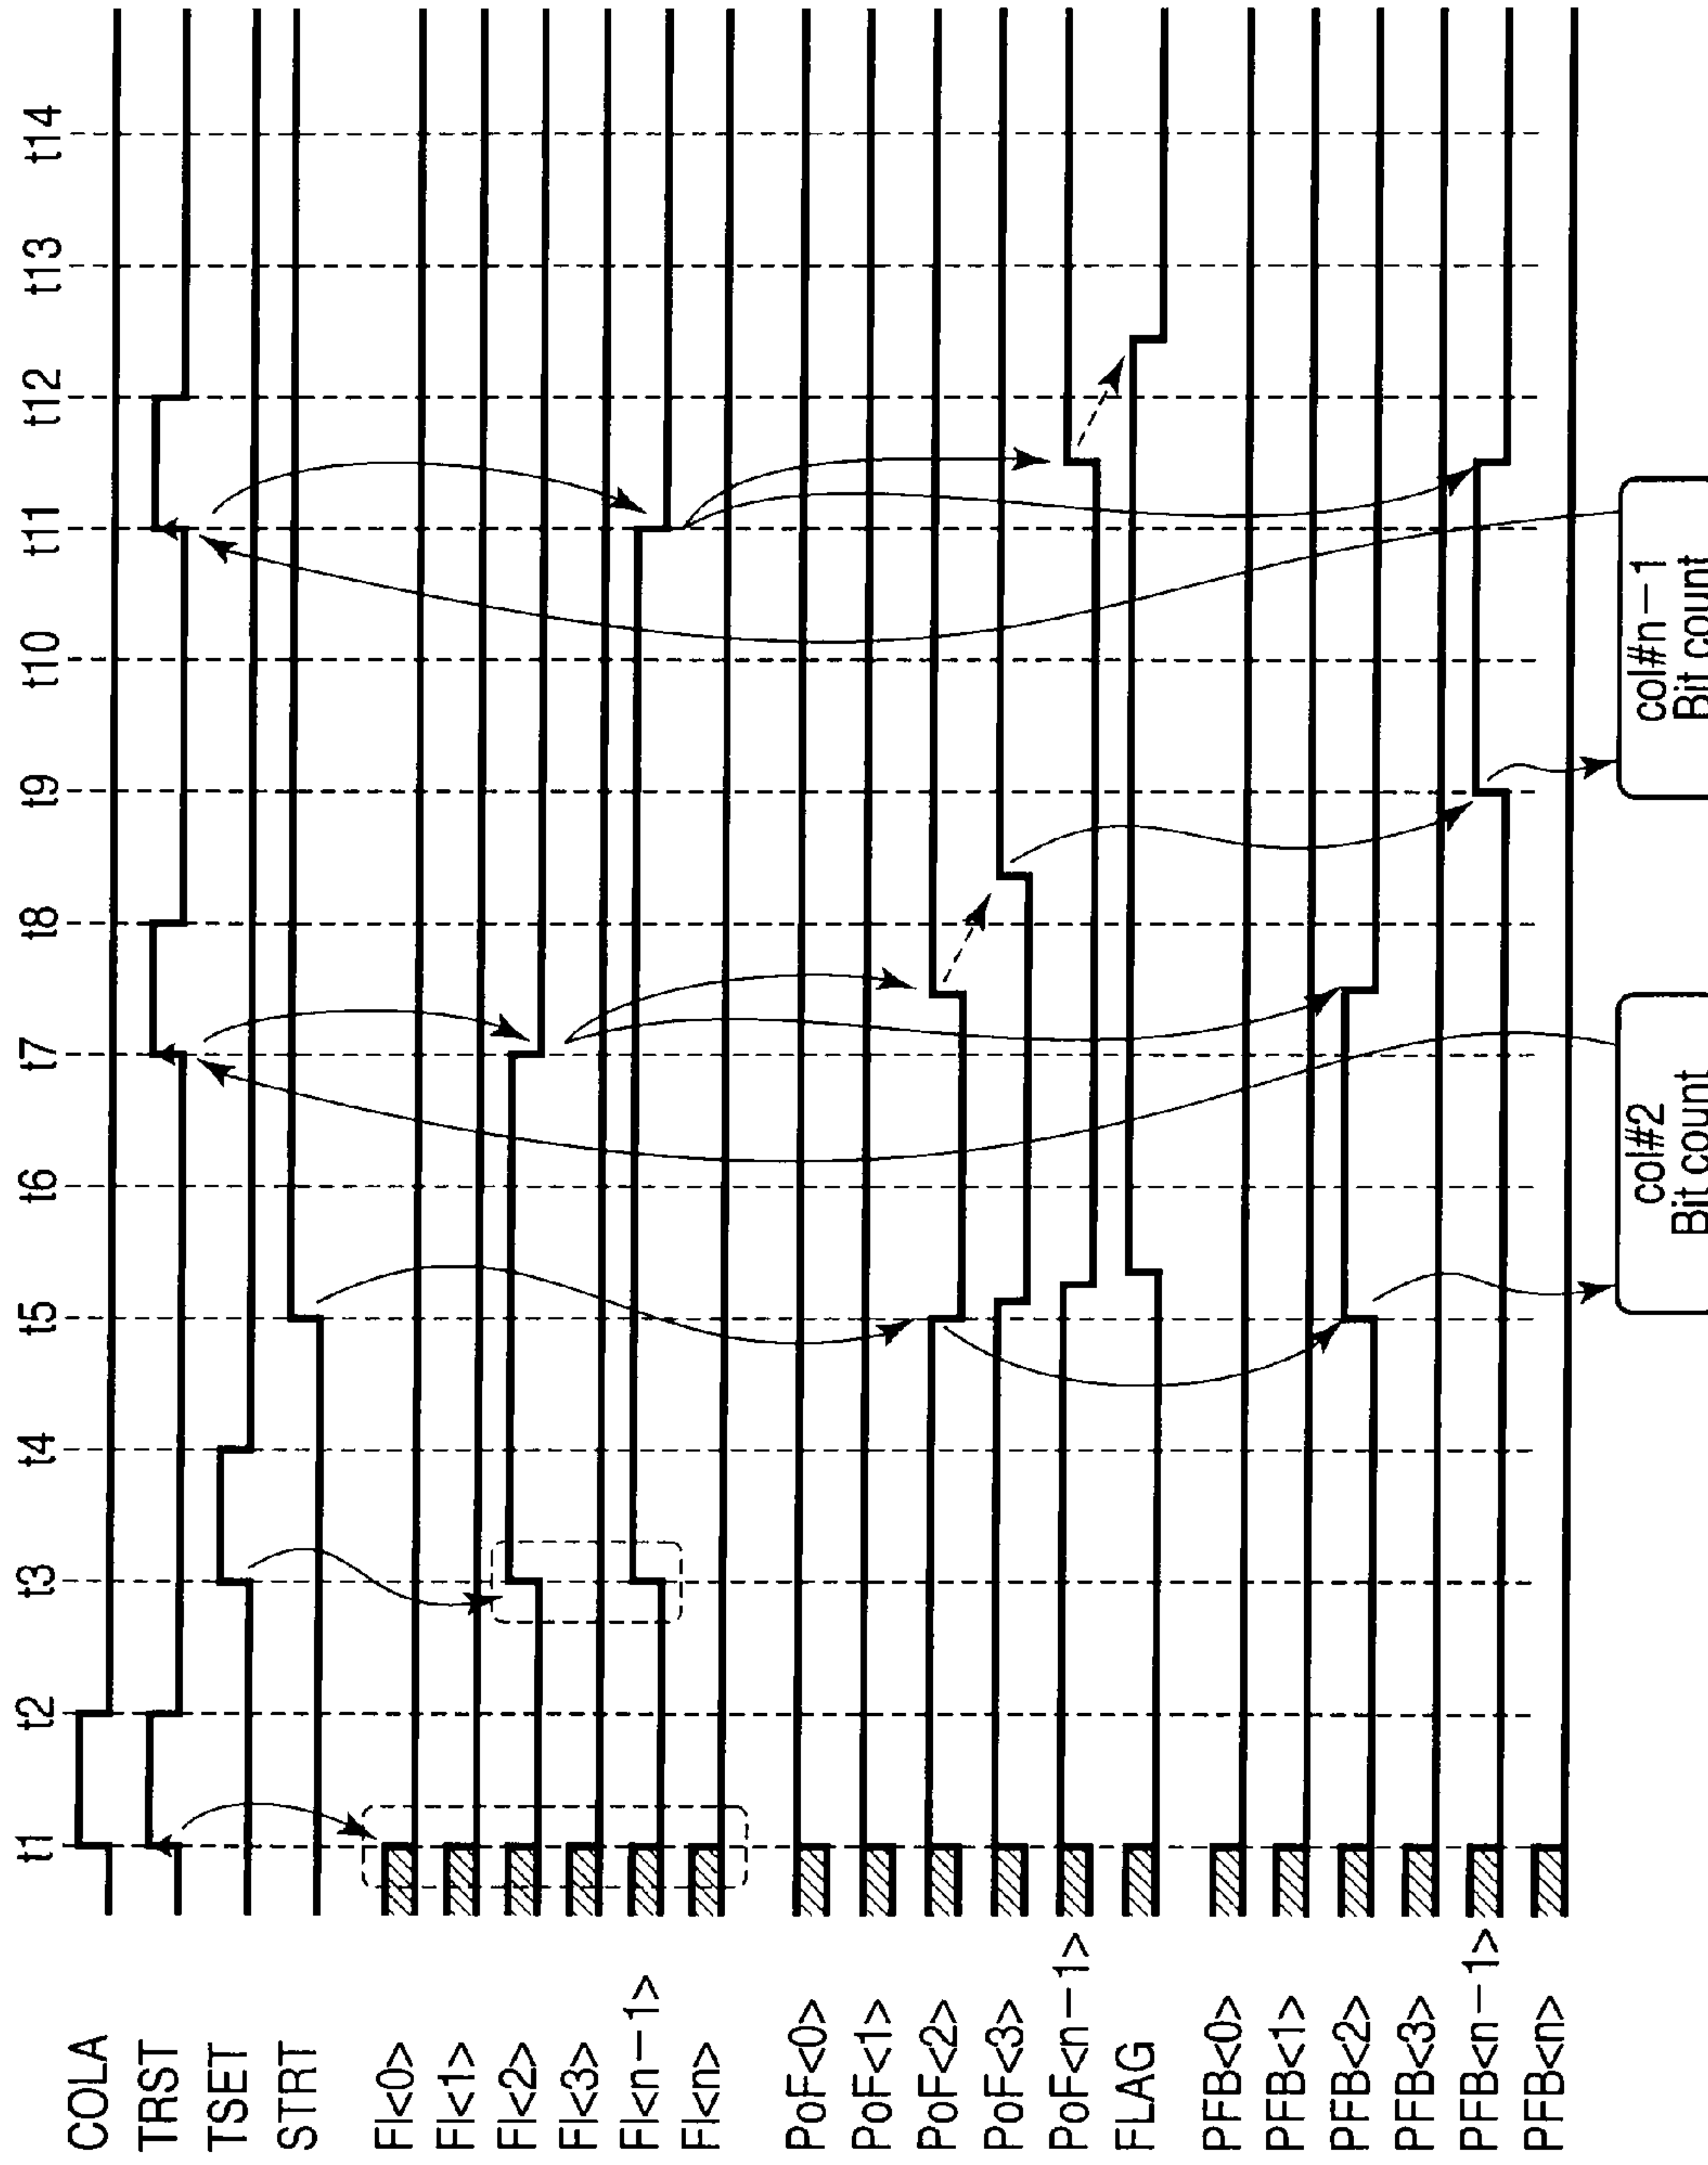 t1 t2 t3 t4 t5 t6 t7 t8 t9 t10 t11 t12 t13 t14
COLA
TRST
TSET
STRT
FI<0>
FI<1>
FI<2>
FI<3>
FI<n−1>
FI<n>
PoF<0>
PoF<1>
PoF<2>
PoF<3>
PoF<n−1>
FLAG
PFB<0>
PFB<1>
PFB<2>
PFB<3>
PFB<n−1>
PFB<n>
col#2
Bit count
col#n−1
Bit count